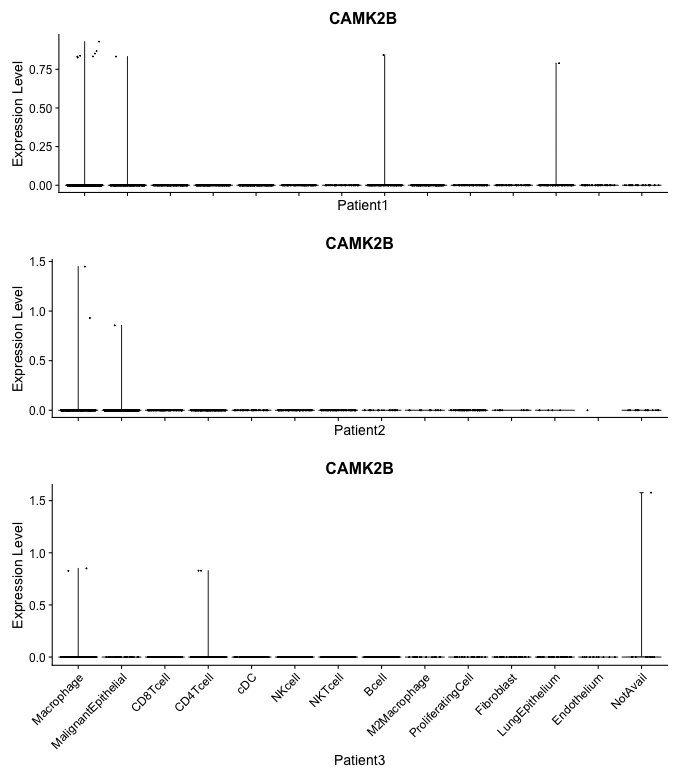 CAMK2B
Expression Level
0.75
0.50
0.25
0.00
Patient1
CAMK2B
Expression Level
1.5
1.0
0.5
0.0
Patient2
CAMK2B
Expression Level
1.5
1.0
0.5
0.0
Macrophage
MalignantEpithelial
CD8Tcell
CD4Tcell
cDC
NKcell
NKTcell
Bcell
M2Macrophage
ProliferatingCell
Fibroblast
LungEpithelium
Endothelium
NotAvail
Patient3